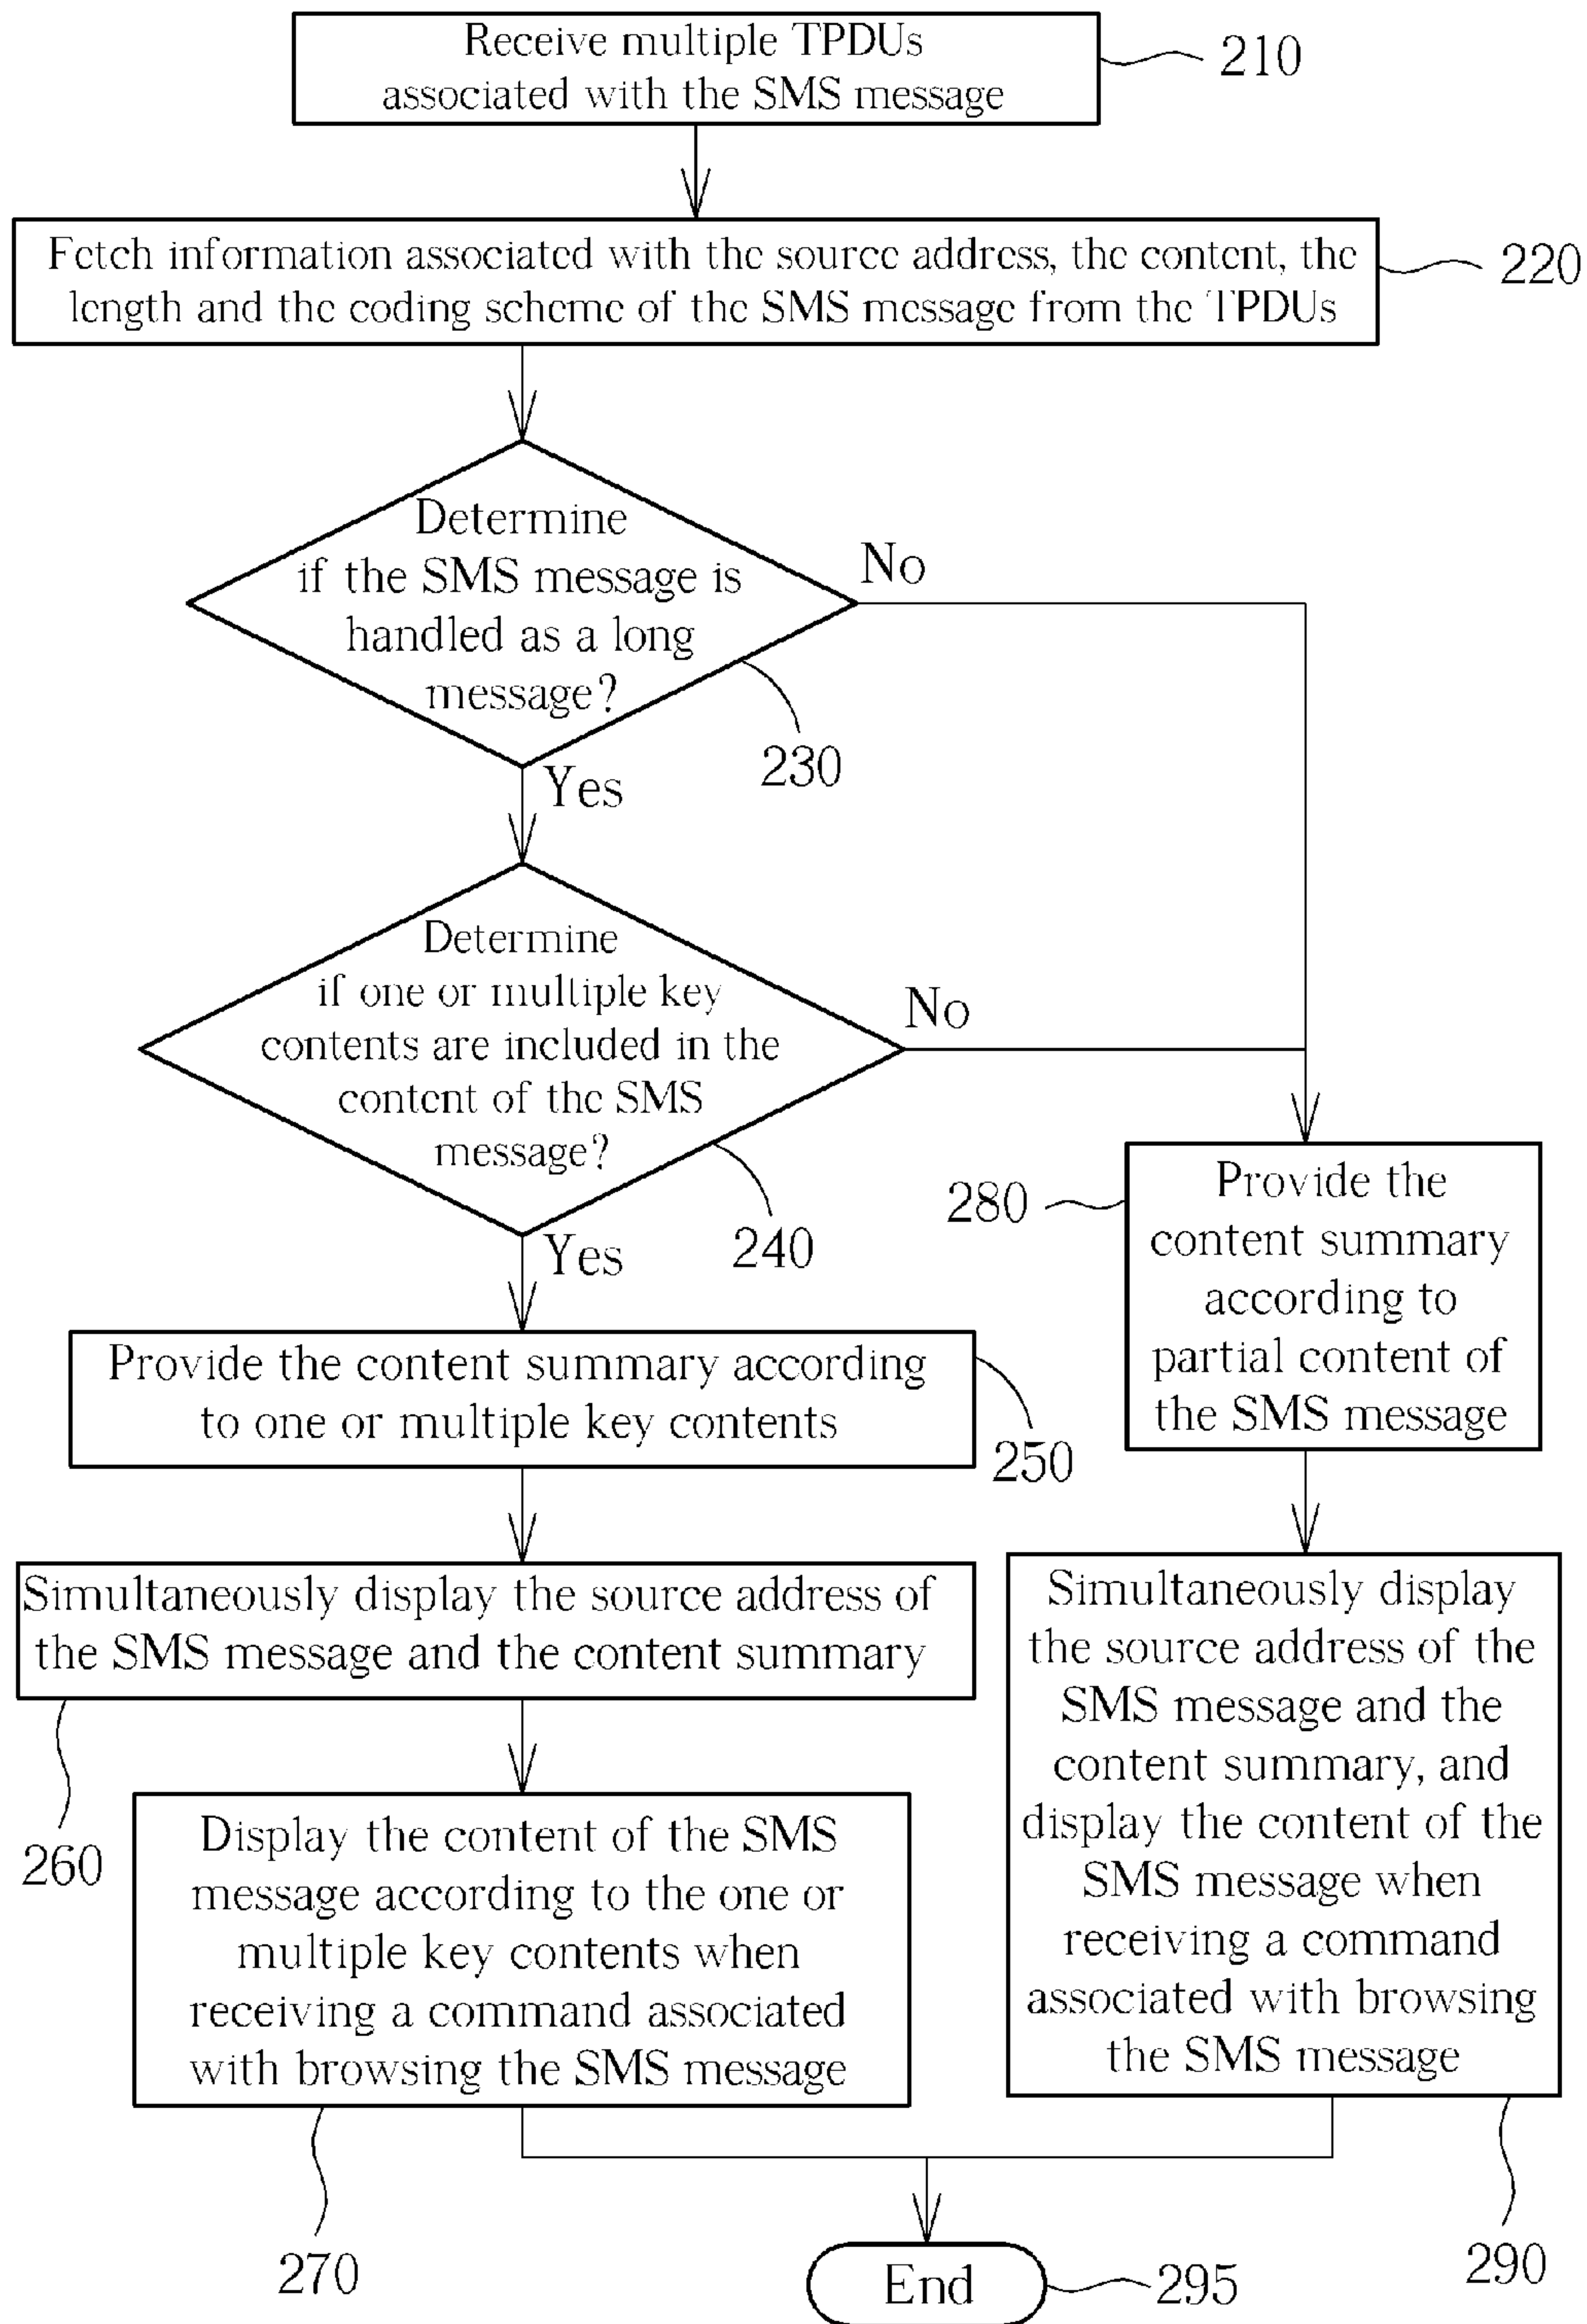 Receive multiple TPDUs
associated with the SMS message
210
Fetch information associated with the source address, the content, the
length and the coding scheme of the SMS message from the TPDUs
220
Determine
if the SMS message is
handled as a long
message?
No
230
Yes
Determine
if one or multiple key
contents are included in the
content of the SMS
message?
No
240
Yes
280
Provide the
content summary
according to
partial content of
the SMS message
Provide the content summary according
to one or multiple key contents
250
Simultaneously display the source address of
the SMS message and the content summary
260
Simultaneously display
the source address of the
SMS message and the
content summary, and
display the content of the
SMS message when
receiving a command
associated with browsing
the SMS message
Display the content of the SMS
message according to the one or
multiple key contents when
receiving a command associated
with browsing the SMS message
270
290
End
295